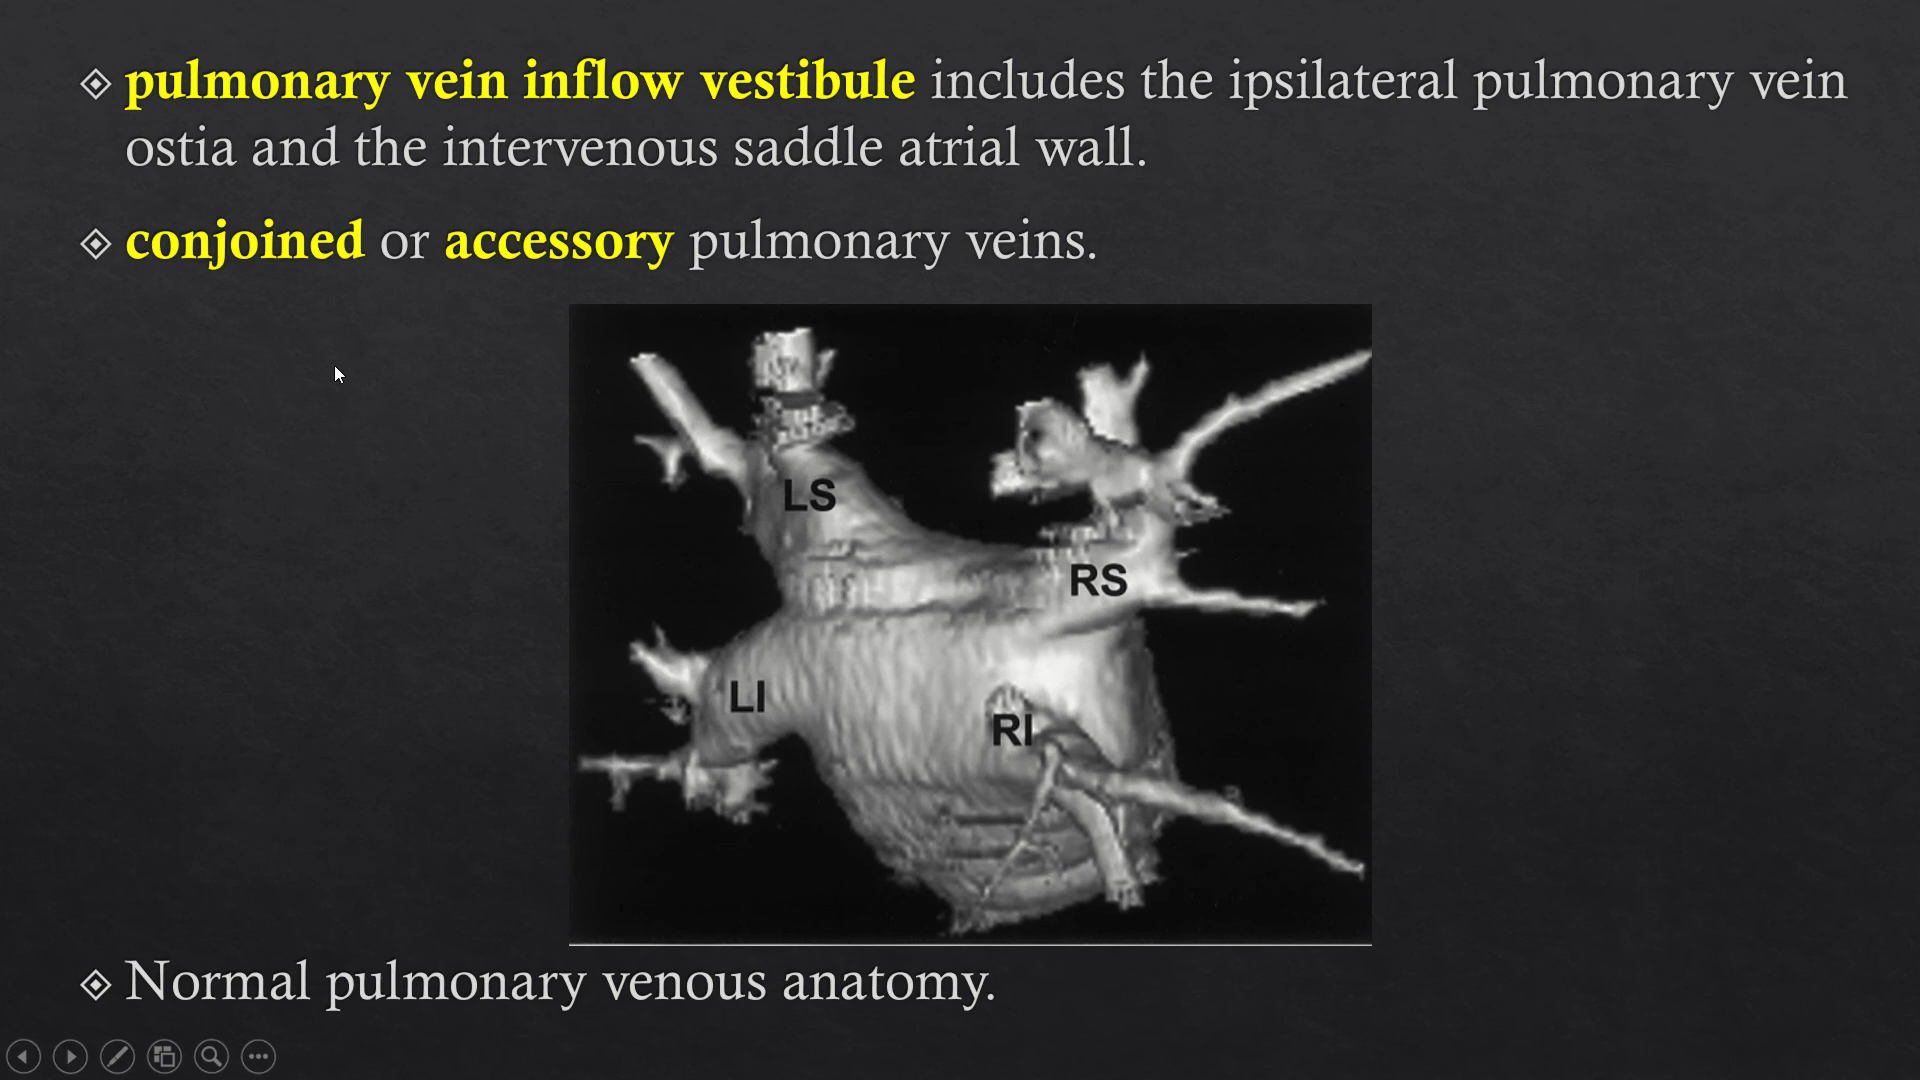 pulmonary vein inflow vestibule includes the ipsilateral pulmonary vein
ostia and the intervenous saddle atrial wall.
conjoined or accessory pulmonary veins.
LS
RS
LI
RI
Normal pulmonary venous anatomy.